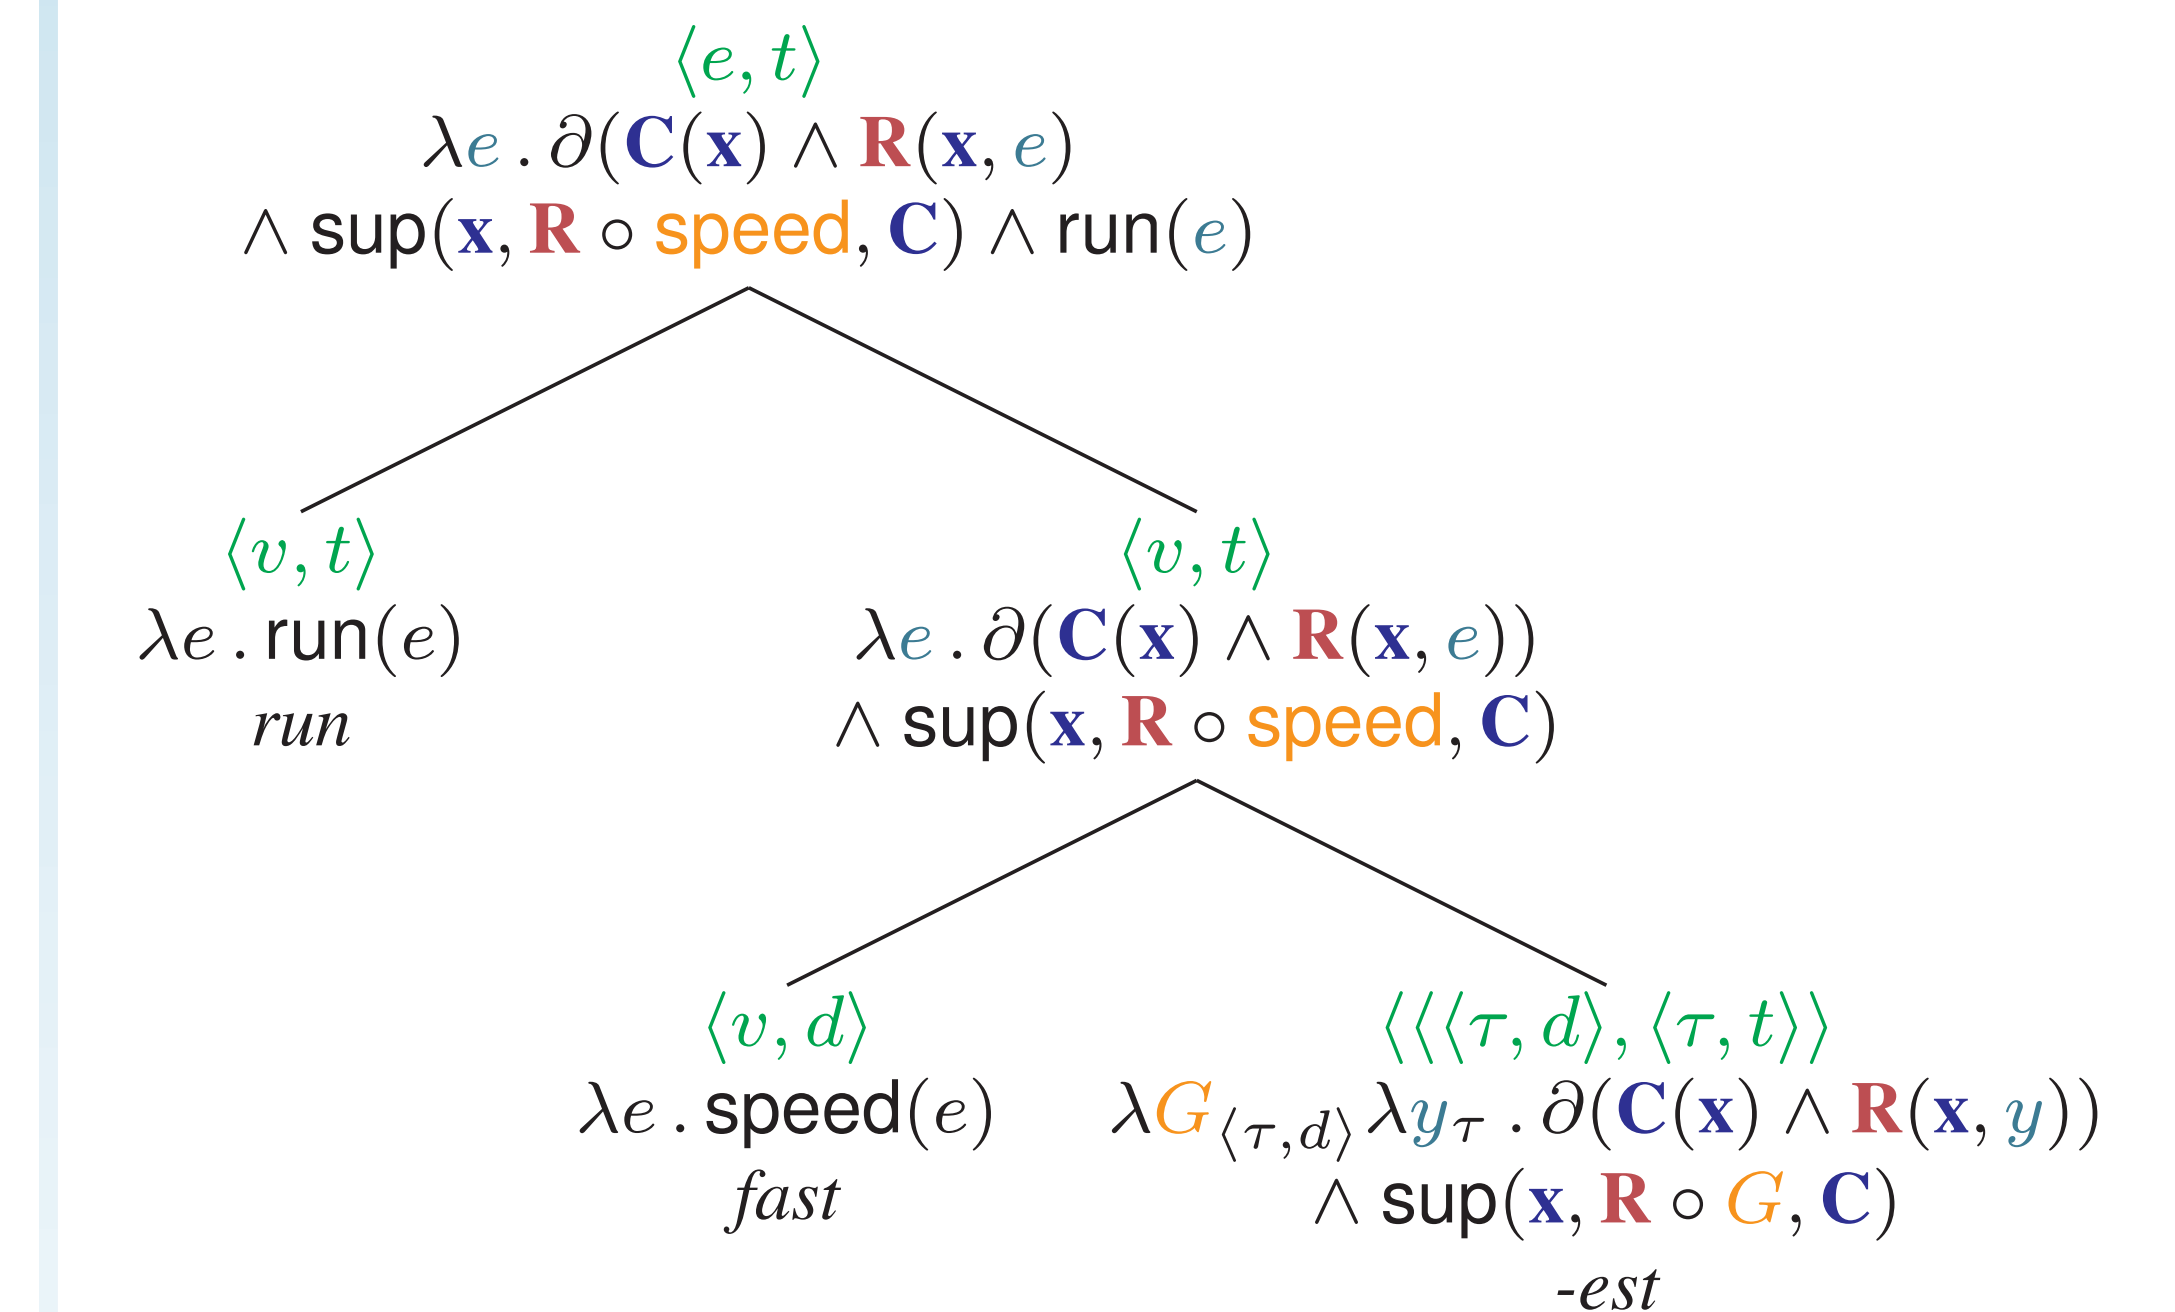 ⟨e, t⟩
λe . ∂(C(x) ∧ R(x, e)
∧ sup(x, R ∘ speed, C) ∧ run(e)
⟨v, t⟩
λe . run(e)
run
⟨v, t⟩
λe . ∂(C(x) ∧ R(x, e))
∧ sup(x, R ∘ speed, C)
⟨v, d⟩
λe . speed(e)
fast
⟨⟨⟨τ, d⟩, ⟨τ, t⟩⟩
λG⟨τ,d⟩λyτ . ∂(C(x) ∧ R(x, y))
∧ sup(x, R ∘ G, C)
-est